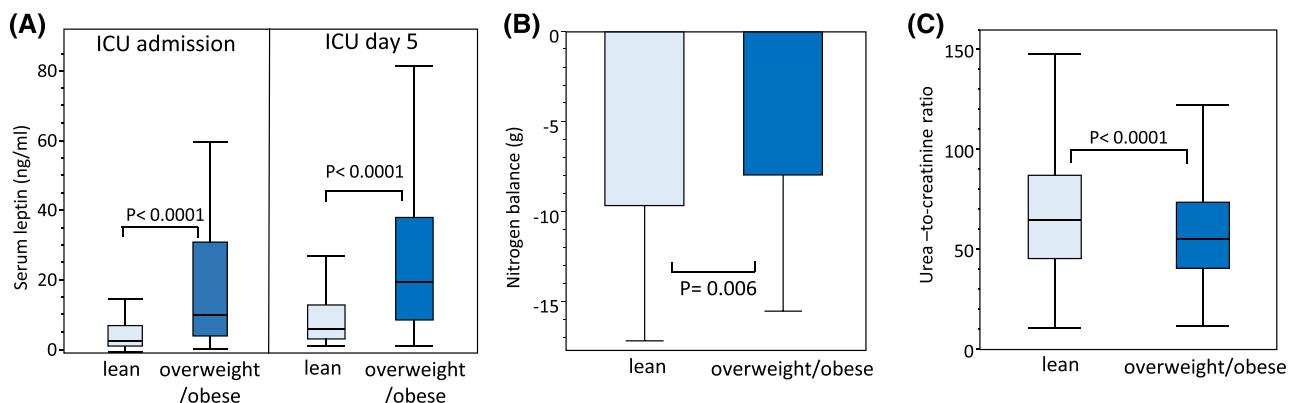 (A)
ICU admission
ICU day 5
Serum leptin (ng/ml)
80
60
40
20
0
P< 0.0001
P< 0.0001
lean
overweight
/obese
lean
overweight
/obese
(B)
Nitrogen balance (g)
0
-5
-10
-15
P= 0.006
lean
overweight/obese
(C)
Urea –to-creatinine ratio
150
100
50
0
P< 0.0001
lean
overweight/obese